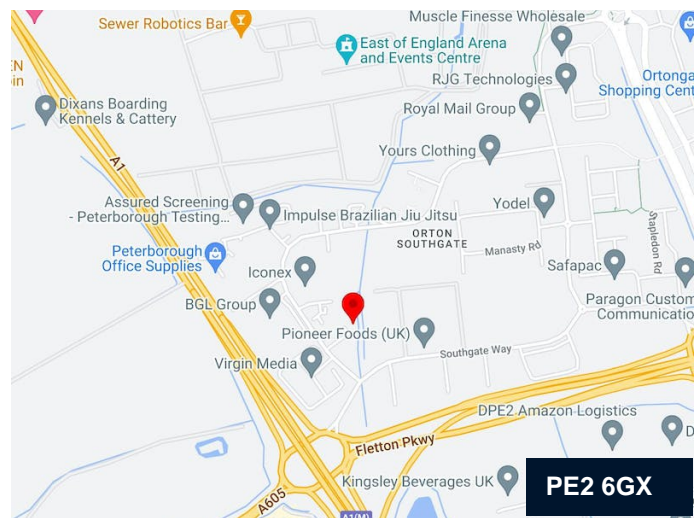 Muscle Finesse Wholesale
Sewer Robotics Bar
East of England Arena
and Events Centre
RJG Technologies
Ortonga
Shopping Cent
EN
Dixans Boarding
Kennels & Cattery
Royal Mail Group
A1
Yours Clothing
Assured Screening
- Peterborough Testing...
Impulse Brazilian Jiu Jitsu
Yodel
Stapledon Rd
ORTON
SOUTHGATE
Manasty Rd
Peterborough
Office Supplies
Iconex
Safapac
BGL Group
Paragon Custom
Communicatio
Pioneer Foods (UK)
Southgate Way
Virgin Media
DPE2 Amazon Logistics
D
Fletton Pkwy
Kingsley Beverages UK
PE2 6GX
A605
A1(M)